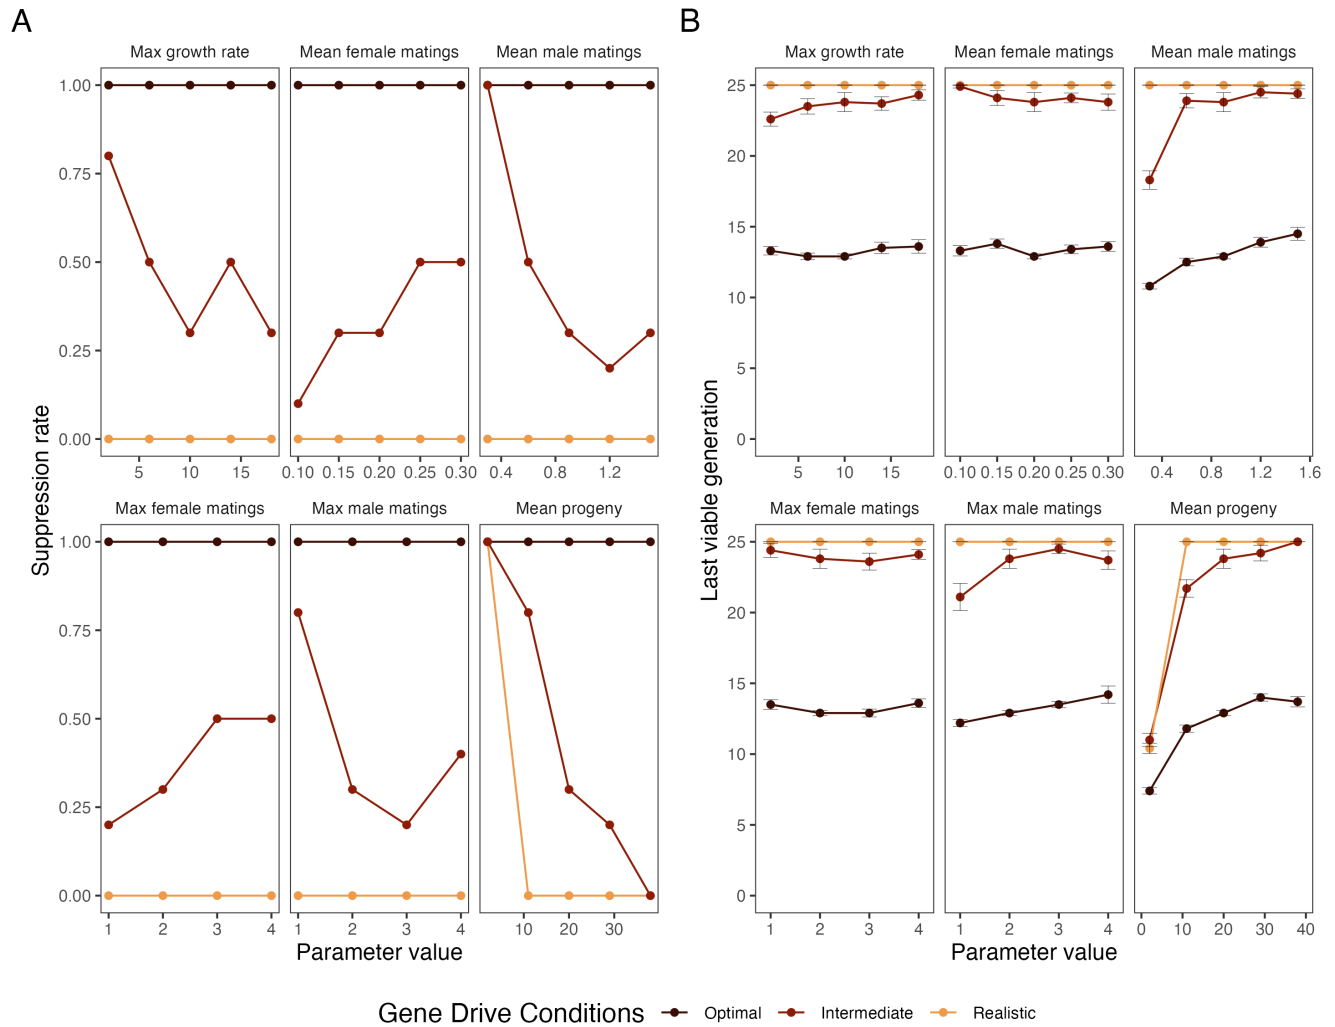 A
B
Max growth rate
Mean female matings
Mean male matings
Max growth rate
Mean female matings
Mean male matings
1.00
0.75
0.50
0.25
0.00
25
20
15
10
5
0
5 10 15
0.10 0.15 0.20 0.25 0.30
0.4 0.8 1.2
5 10 15
0.10 0.15 0.20 0.25 0.30
0.4 0.8 1.2 1.6
Suppression rate
Last viable generation
Max female matings
Max male matings
Mean progeny
Max female matings
Max male matings
Mean progeny
1.00
0.75
0.50
0.25
0.00
25
20
15
10
5
0
1 2 3 4
1 2 3 4
10 20 30
1 2 3 4
1 2 3 4
0 10 20 30 40
Parameter value
Parameter value
Gene Drive Conditions Optimal Intermediate Realistic